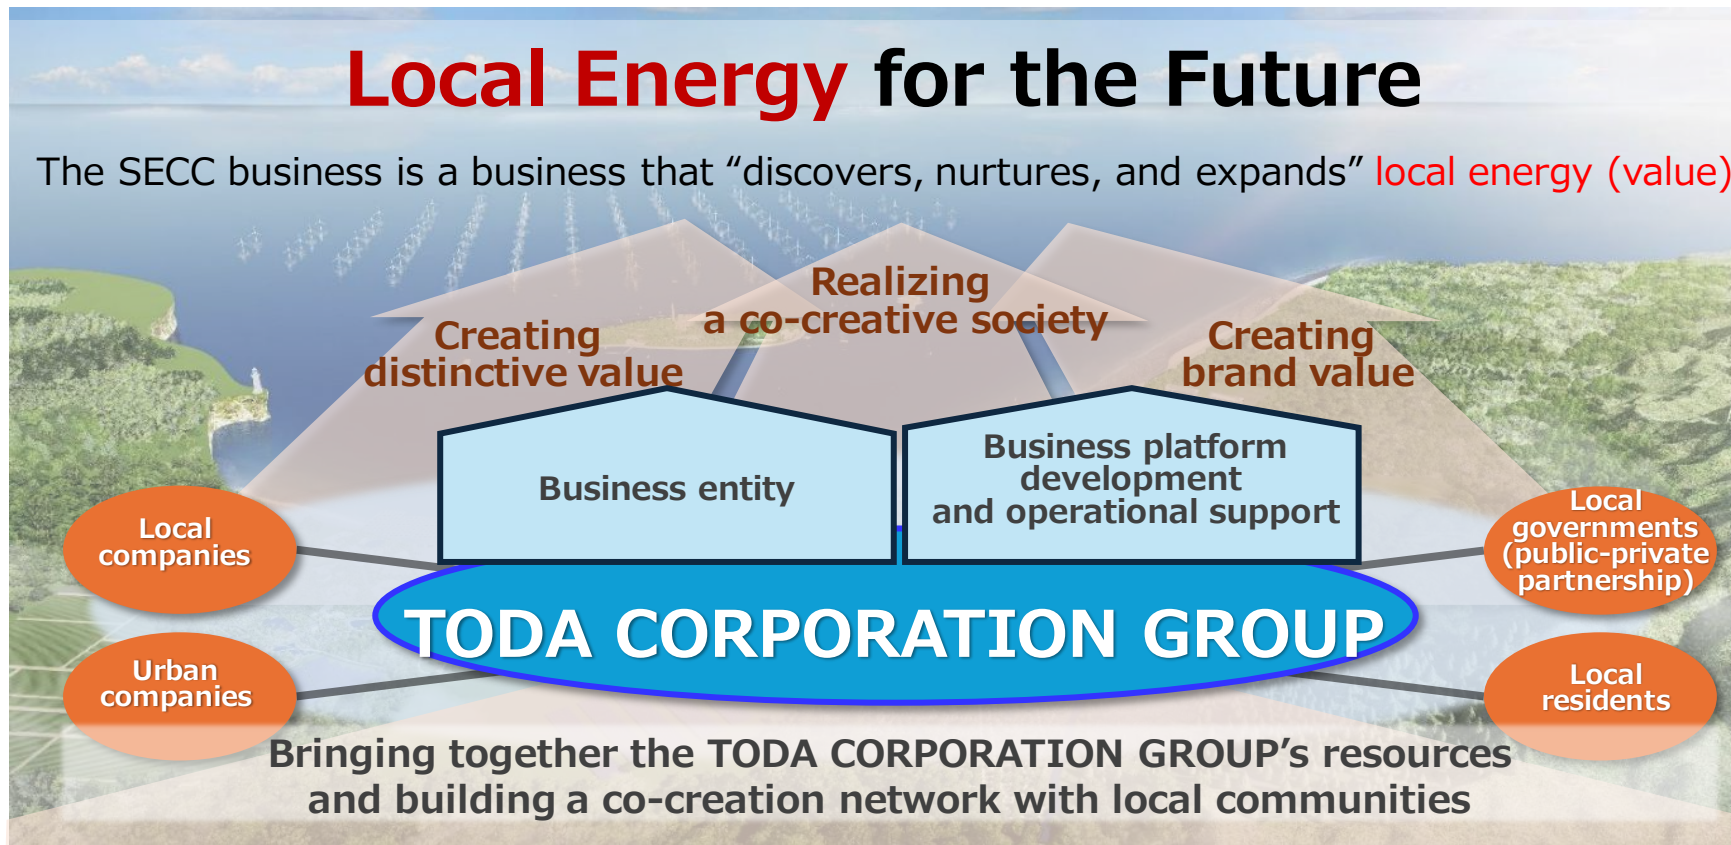 Local Energy for the Future
The SECC business is a business that “discovers, nurtures, and expands” local energy (value)
Realizing
a co-creative society
Creating
distinctive value
Creating
brand value
Business entity
Business platform
development
and operational support
Local
companies
Local
governments
(public-private
partnership)
TODA CORPORATION GROUP
Urban
companies
Local
residents
Bringing together the TODA CORPORATION GROUP’s resources
and building a co-creation network with local communities